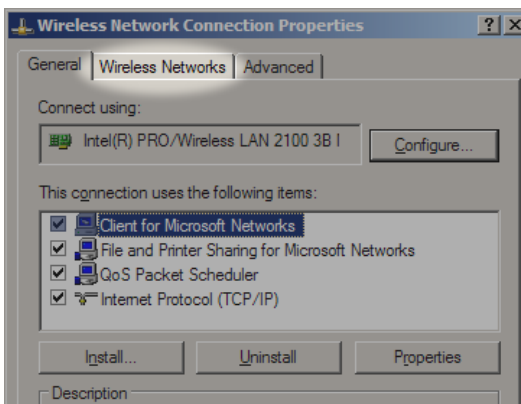 Wireless Network Connection Properties
General Wireless Networks Advanced
Connect using:
Intel(R) PRO/Wireless LAN 2100 3B Configure...
This connection uses the following items:
Client for Microsoft Networks
File and Printer Sharing for Microsoft Networks
QoS Packet Scheduler
Internet Protocol (TCP/IP)
Install... Uninstall Properties
Description